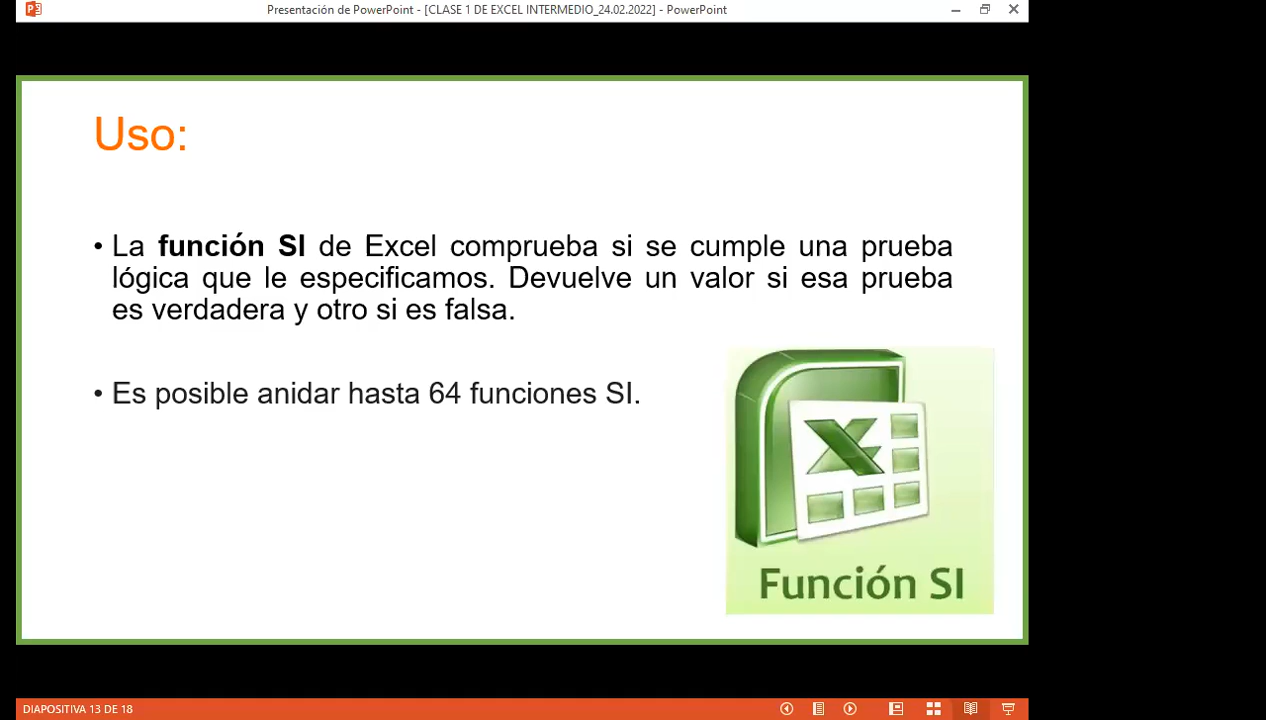 Presentación de PowerPoint - [CLASE 1 DE EXCEL INTERMEDIO_24.02.2022] - PowerPoint
Uso:
• La función SI de Excel comprueba si se cumple una prueba
lógica que le especificamos. Devuelve un valor si esa prueba
es verdadera y otro si es falsa.
• Es posible anidar hasta 64 funciones SI.
Función SI
DIAPOSITIVA 13 DE 18